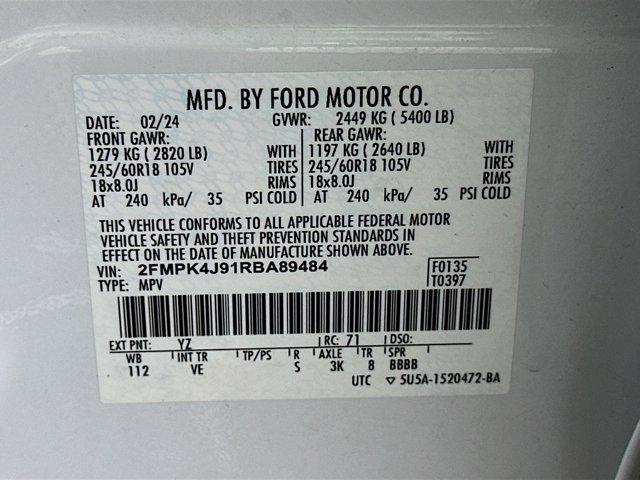 MFD. BY FORD MOTOR CO.
DATE: 02/24 GVWR: 2449 KG ( 5400 LB)
FRONT GAWR: REAR GAWR:
1279 KG ( 2820 LB) WITH 1197 KG ( 2640 LB) WITH
245/60R18 105V TIRES 245/60R18 105V TIRES
18x8.0J RIMS 18x8.0J RIMS
AT 240 kPa/ 35 PSI COLD AT 240 kPa/ 35 PSI COLD
THIS VEHICLE CONFORMS TO ALL APPLICABLE FEDERAL MOTOR
VEHICLE SAFETY AND THEFT PREVENTION STANDARDS IN
EFFECT ON THE DATE OF MANUFACTURE SHOWN ABOVE.
VIN: 2FMPK4J91RBA89484 F0135
TYPE: MPV T0397
EXT PNT: YZ RC: 71 DSO:
WB INT TR TP/PS R AXLE TR SPR
112 VE S 3K 8 BBBB
UTC ▽ 5U5A-1520472-BA